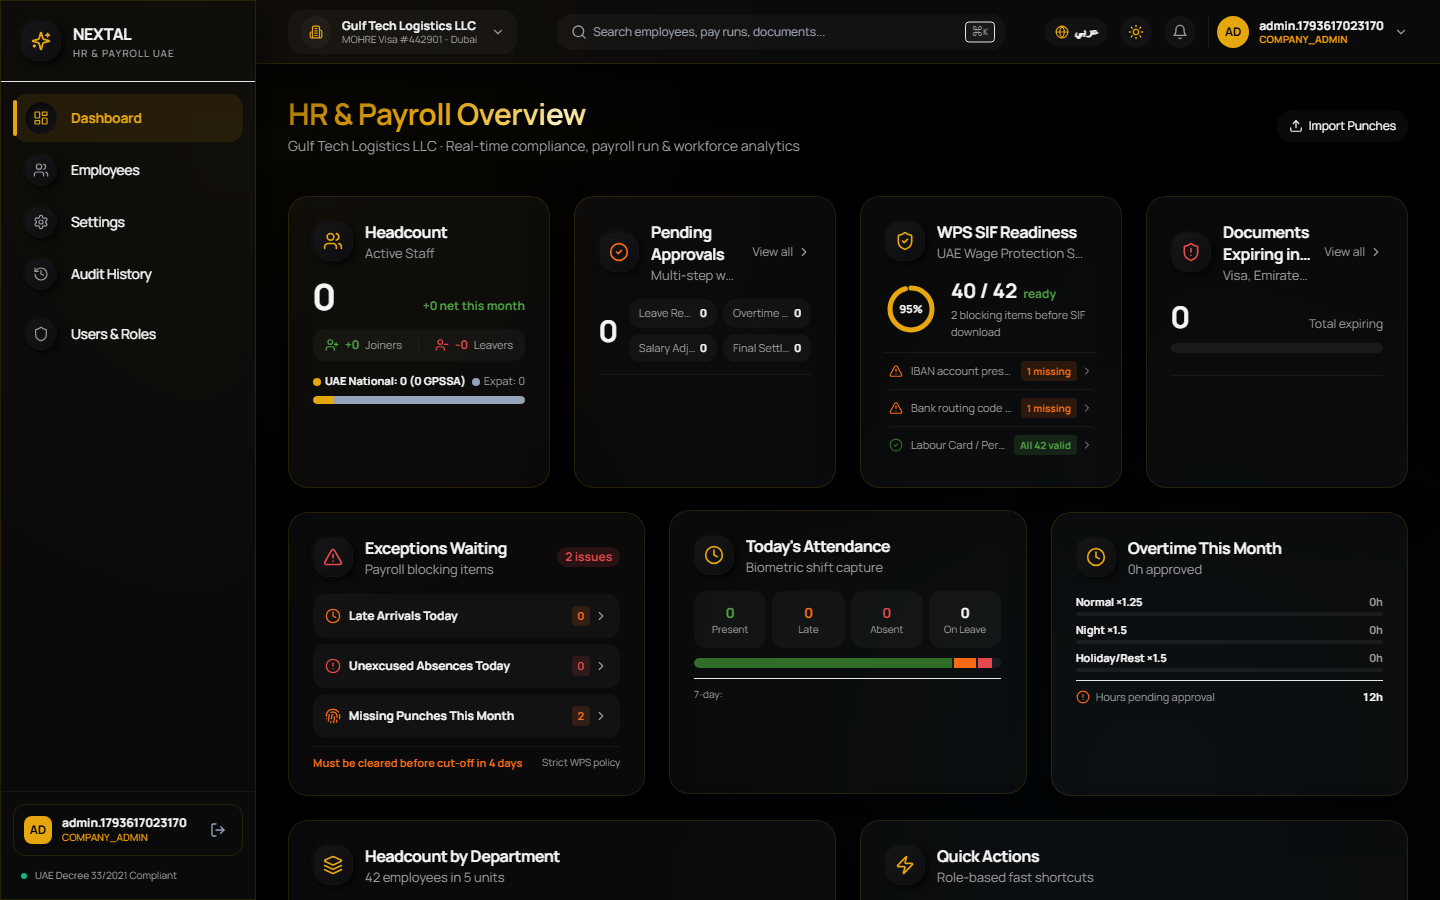 NEXTAL
HR & PAYROLL UAE
Dashboard
Employees
Settings
Audit History
Users & Roles
AD
admin.1793617023170
COMPANY_ADMIN
UAE Decree 33/2021 Compliant
Gulf Tech Logistics LLC
MOHRE Visa #442901 - Dubai
Search employees, pay runs, documents...
⌘K
عربي
AD
admin.1793617023170
COMPANY_ADMIN
HR & Payroll Overview
Gulf Tech Logistics LLC · Real-time compliance, payroll run & workforce analytics
Import Punches
Headcount
Active Staff
0
+0 net this month
+0 Joiners
-0 Leavers
UAE National: 0 (0 GPSSA)
Expat: 0
Pending
Approvals
Multi-step w...
View all
0
Leave Re... 0
Overtime ... 0
Salary Adj... 0
Final Settl... 0
WPS SIF Readiness
UAE Wage Protection S...
95%
40 / 42 ready
2 blocking items before SIF
download
IBAN account pres... 1 missing
Bank routing code ... 1 missing
Labour Card / Per... All 42 valid
Documents
Expiring in...
Visa, Emirate...
View all
0
Total expiring
Exceptions Waiting
Payroll blocking items
2 issues
Late Arrivals Today 0
Unexcused Absences Today 0
Missing Punches This Month 2
Must be cleared before cut-off in 4 days
Strict WPS policy
Today's Attendance
Biometric shift capture
0 Present
0 Late
0 Absent
0 On Leave
7-day:
Overtime This Month
0h approved
Normal ×1.25 0h
Night ×1.5 0h
Holiday/Rest ×1.5 0h
Hours pending approval 12h
Headcount by Department
42 employees in 5 units
Quick Actions
Role-based fast shortcuts